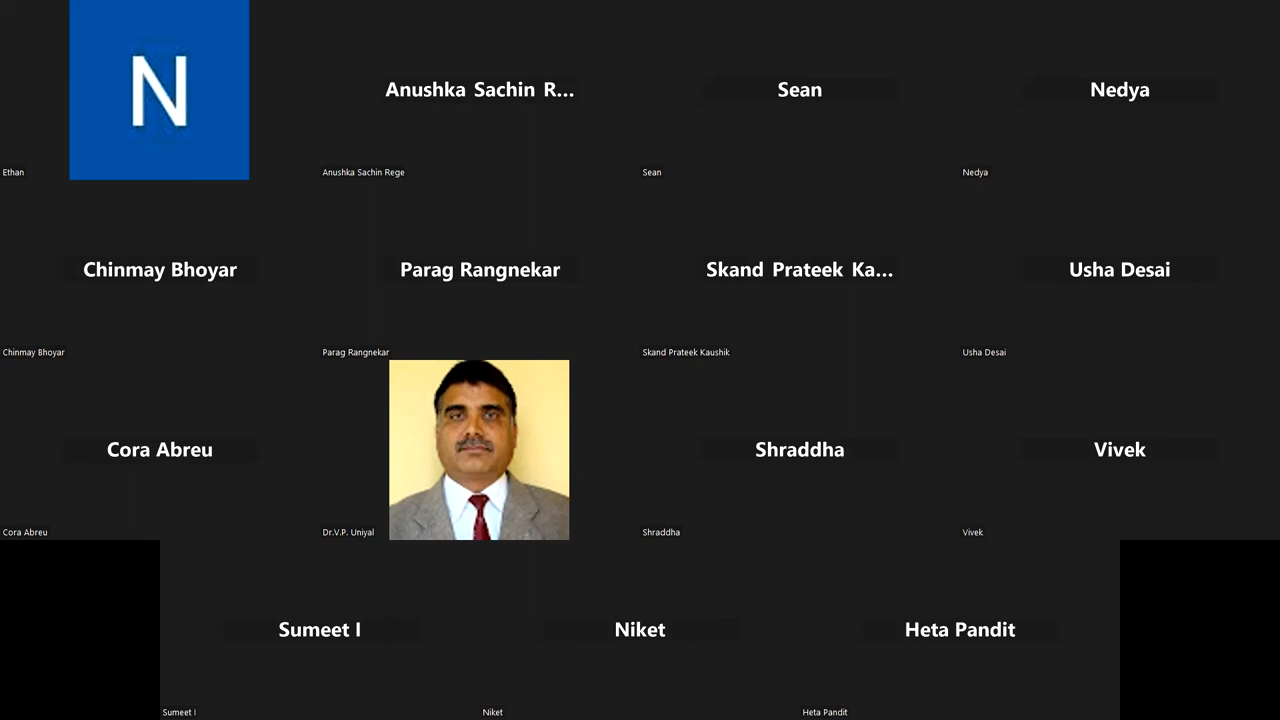 N
Anushka Sachin R...
Sean
Nedya
Ethan
Anushka Sachin Rege
Sean
Nedya
Chinmay Bhoyar
Parag Rangnekar
Skand Prateek Ka...
Usha Desai
Chinmay Bhoyar
Parag Rangnekar
Skand Prateek Kaushik
Usha Desai
Cora Abreu
Shraddha
Vivek
Cora Abreu
Dr.V.P. Uniyal
Shraddha
Vivek
Sumeet I
Niket
Heta Pandit
Sumeet I
Niket
Heta Pandit